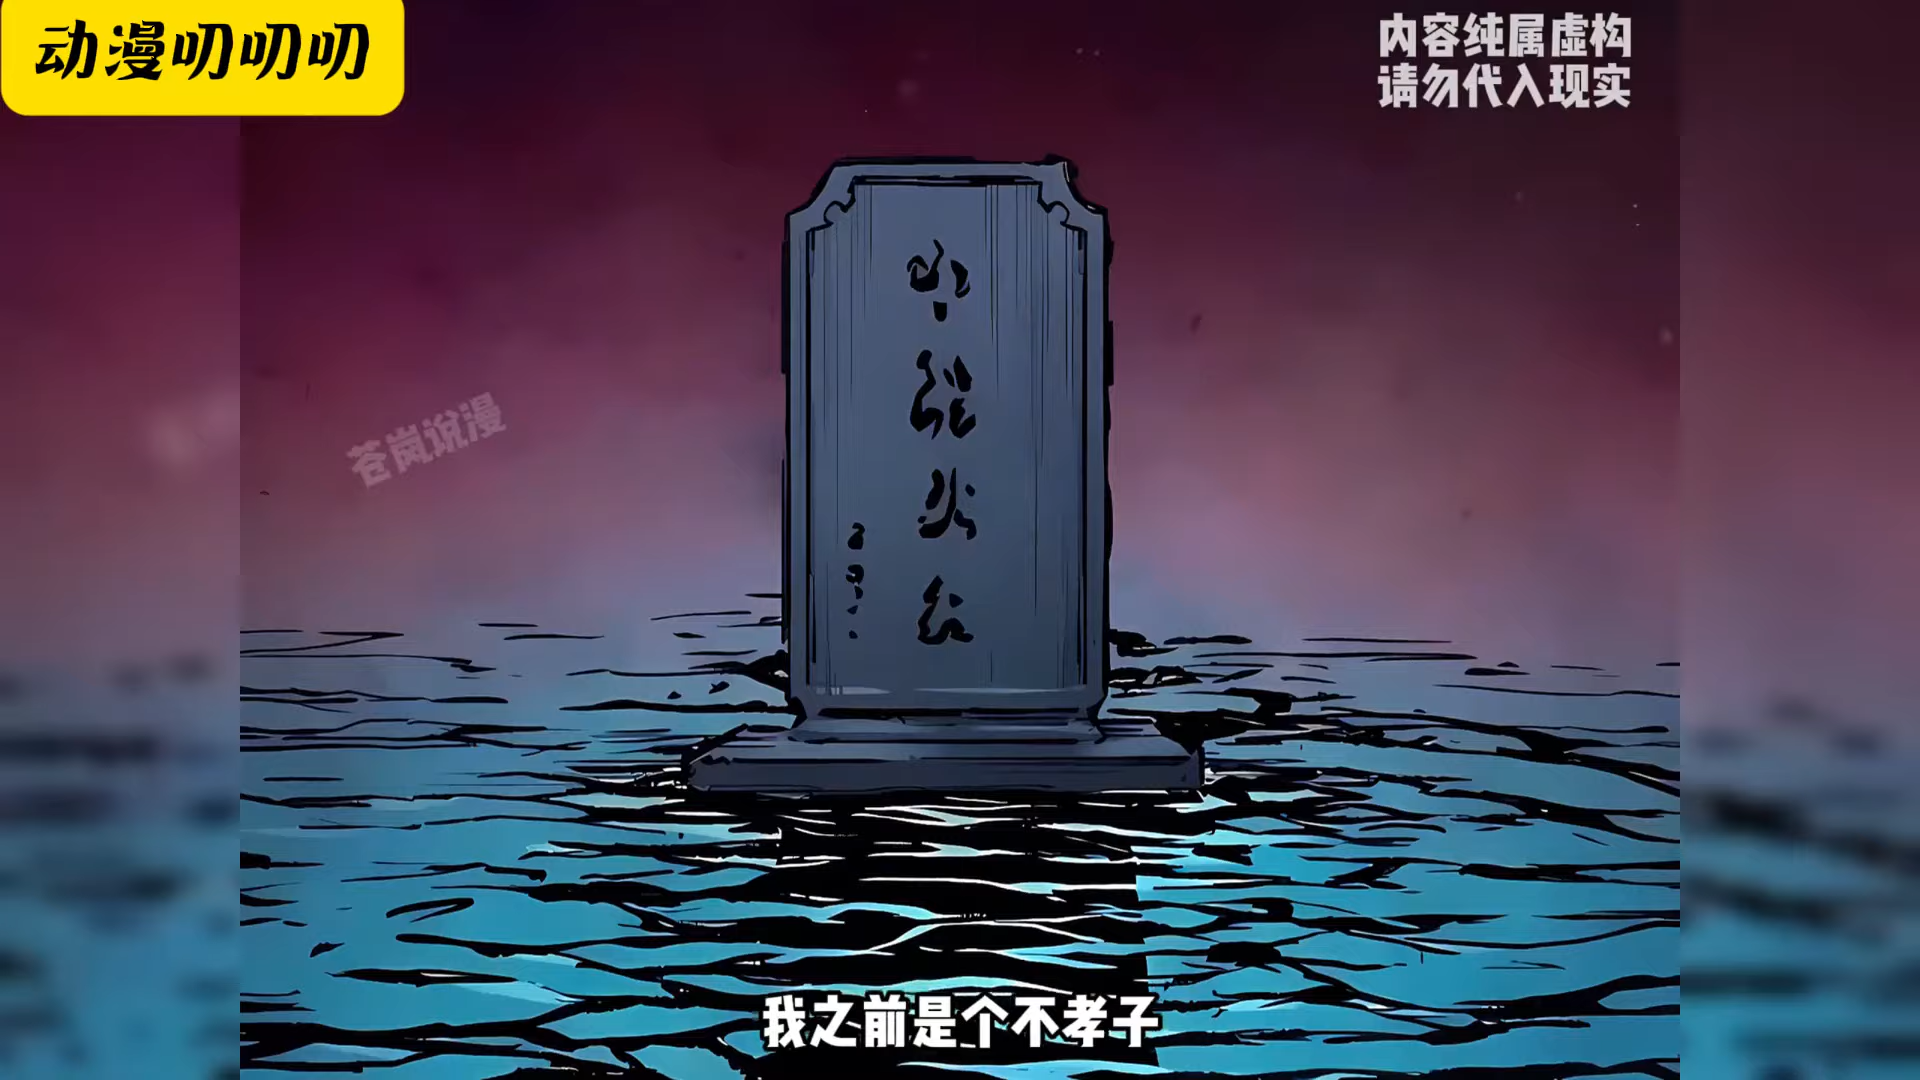 动漫叨叨叨
内容纯属虚构
请勿代入现实
苍岚说漫
我之前是个不孝子